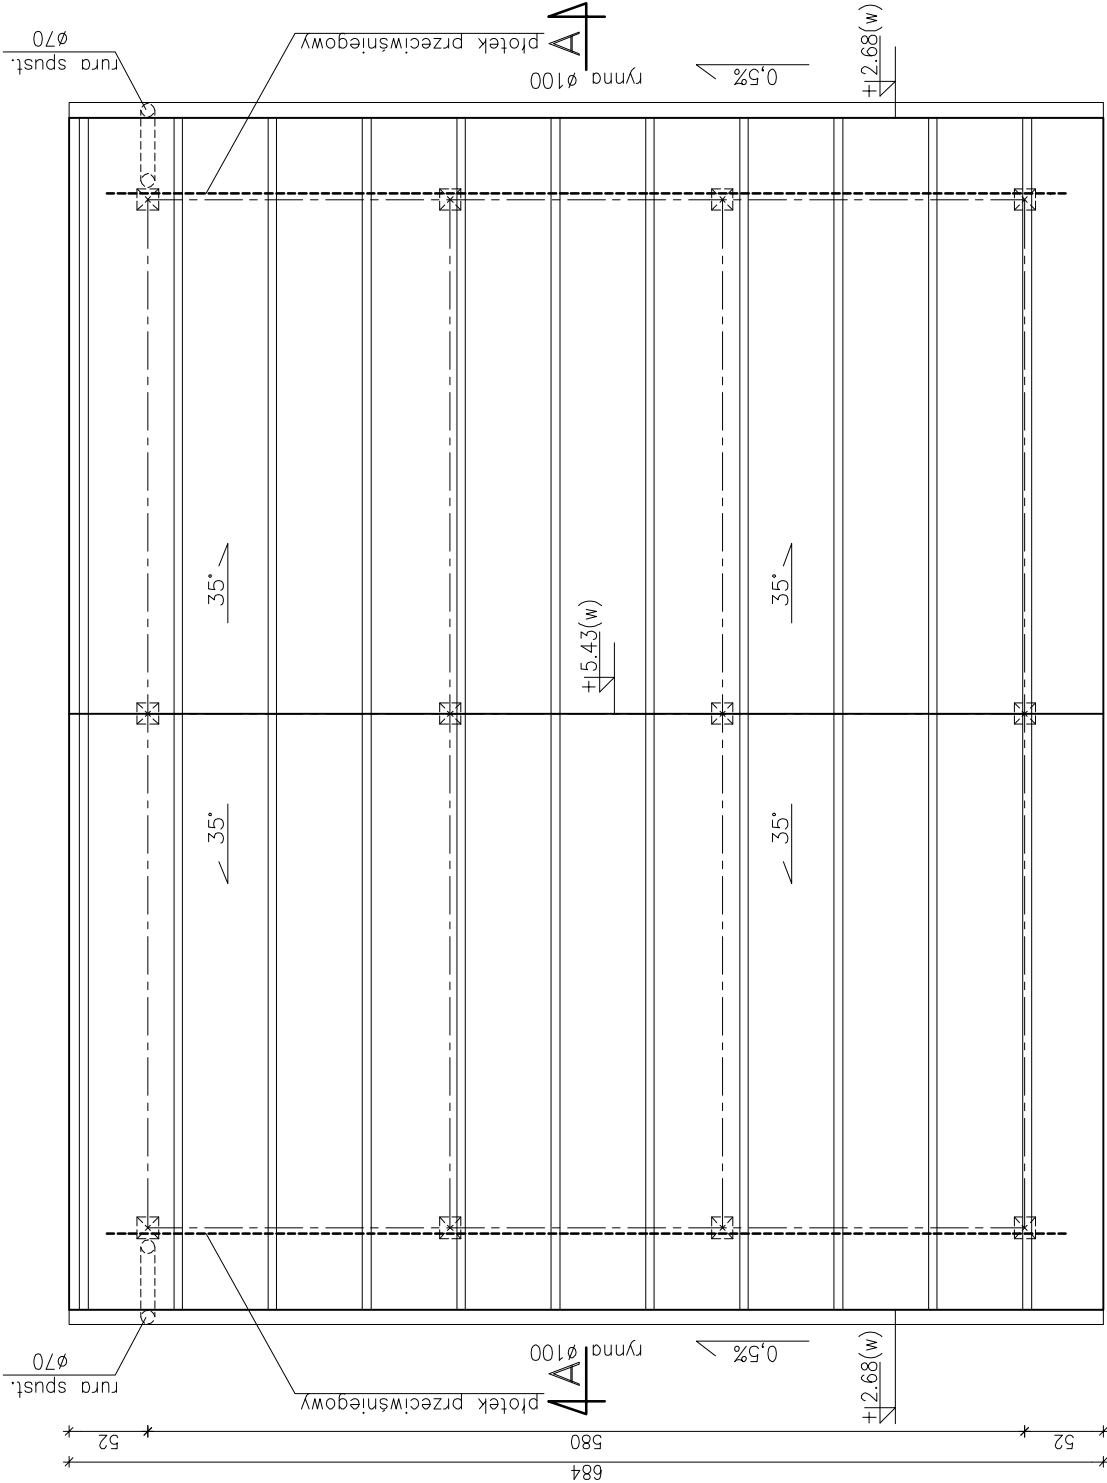 rura spust.
ø70
płotek przeciwśniegowy
A
rynna ø100
0,5%
+2.68(w)
35°
35°
+5.43(w)
35°
35°
rura spust.
ø70
płotek przeciwśniegowy
A
rynna ø100
0,5%
+2.68(w)
52
580
52
684